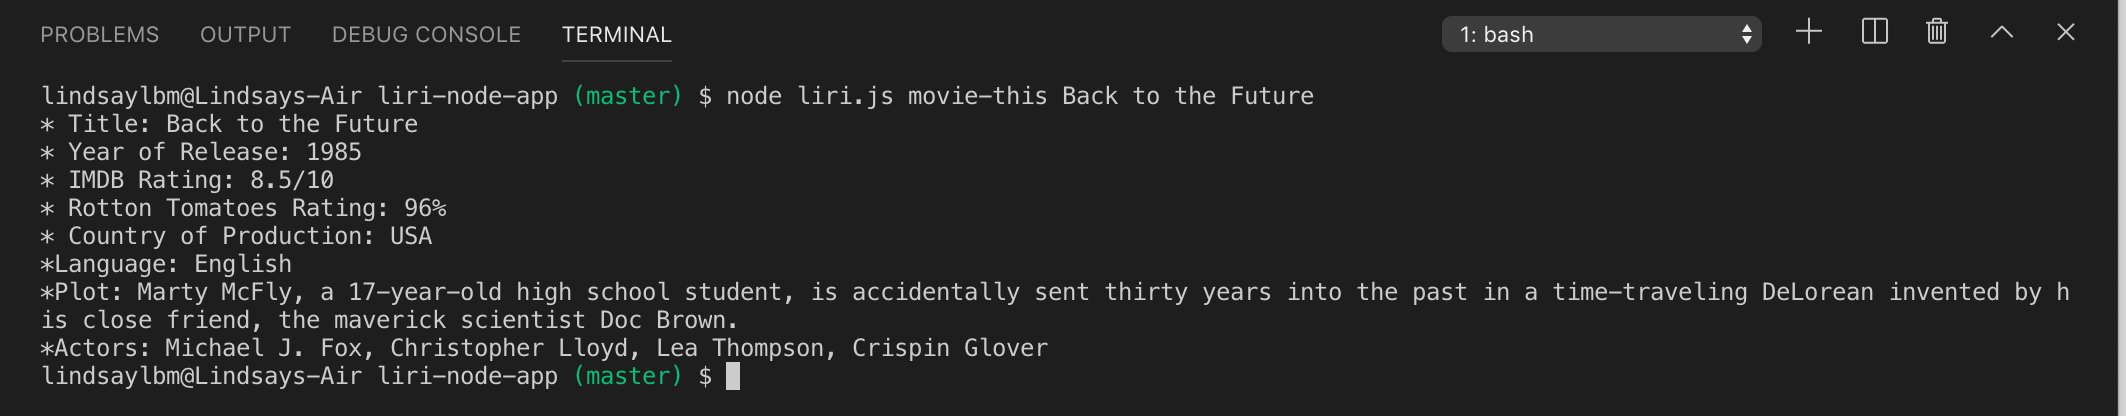 PROBLEMS OUTPUT DEBUG CONSOLE TERMINAL 1: bash
lindsaylbm@Lindsays-Air liri-node-app (master) $ node liri.js movie-this Back to the Future
* Title: Back to the Future
* Year of Release: 1985
* IMDB Rating: 8.5/10
* Rotton Tomatoes Rating: 96%
* Country of Production: USA
*Language: English
*Plot: Marty McFly, a 17-year-old high school student, is accidentally sent thirty years into the past in a time-traveling DeLorean invented by h
is close friend, the maverick scientist Doc Brown.
*Actors: Michael J. Fox, Christopher Lloyd, Lea Thompson, Crispin Glover
lindsaylbm@Lindsays-Air liri-node-app (master) $